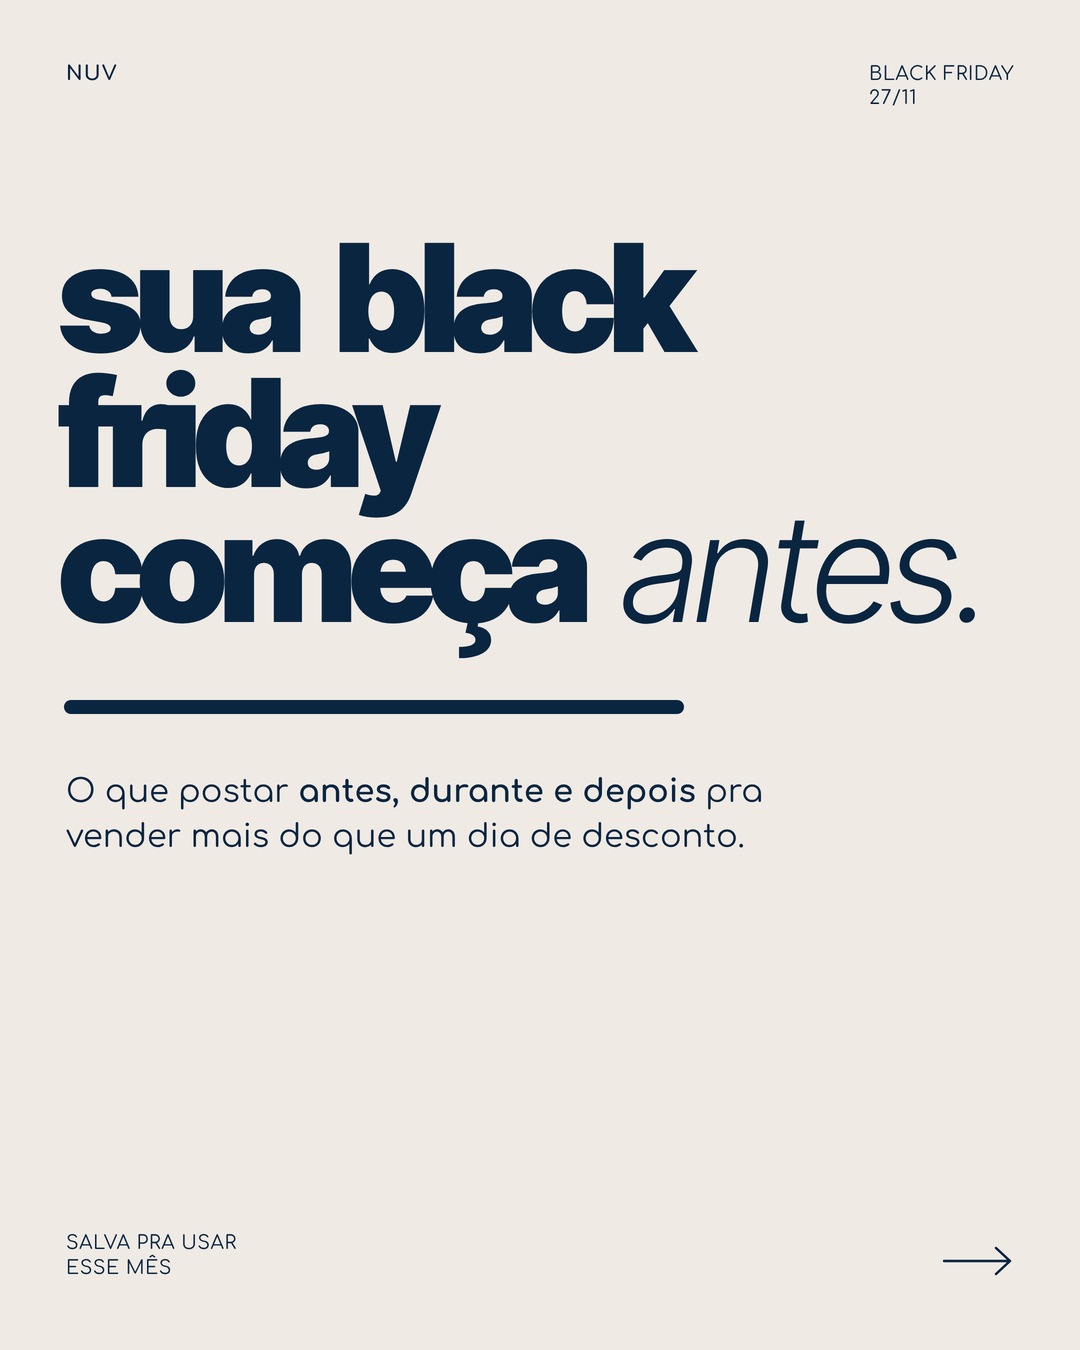 NUV
BLACK FRIDAY
27/11
sua black
friday
começa antes.
O que postar antes, durante e depois pra
vender mais do que um dia de desconto.
SALVA PRA USAR
ESSE MÊS